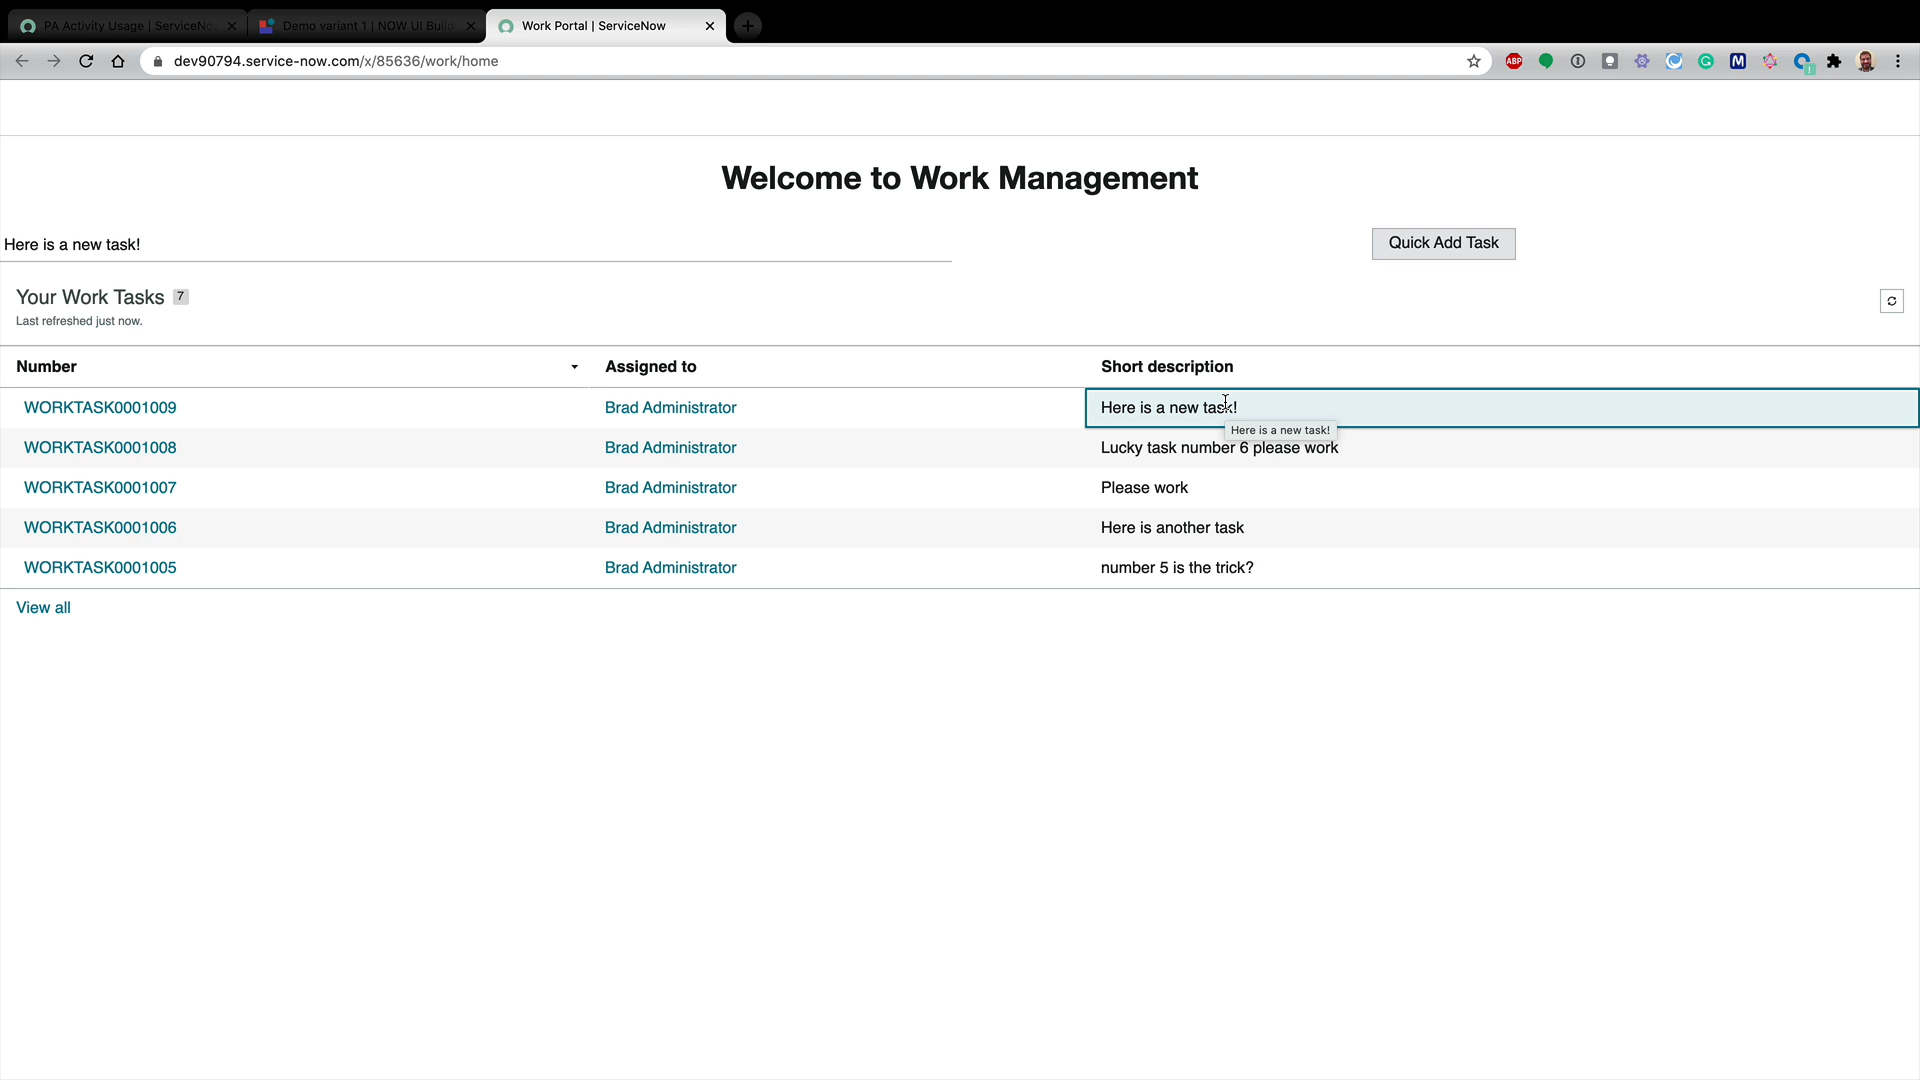 PA Activity Usage | ServiceNo
Demo variant 1 | NOW UI Build
Work Portal | ServiceNow
dev90794.service-now.com/x/85636/work/home
ABP
M
Welcome to Work Management
Here is a new task!
Quick Add Task
Your Work Tasks 7
Last refreshed just now.
Number Assigned to Short description
WORKTASK0001009 Brad Administrator Here is a new task!
Here is a new task!
WORKTASK0001008 Brad Administrator Lucky task number 6 please work
WORKTASK0001007 Brad Administrator Please work
WORKTASK0001006 Brad Administrator Here is another task
WORKTASK0001005 Brad Administrator number 5 is the trick?
View all